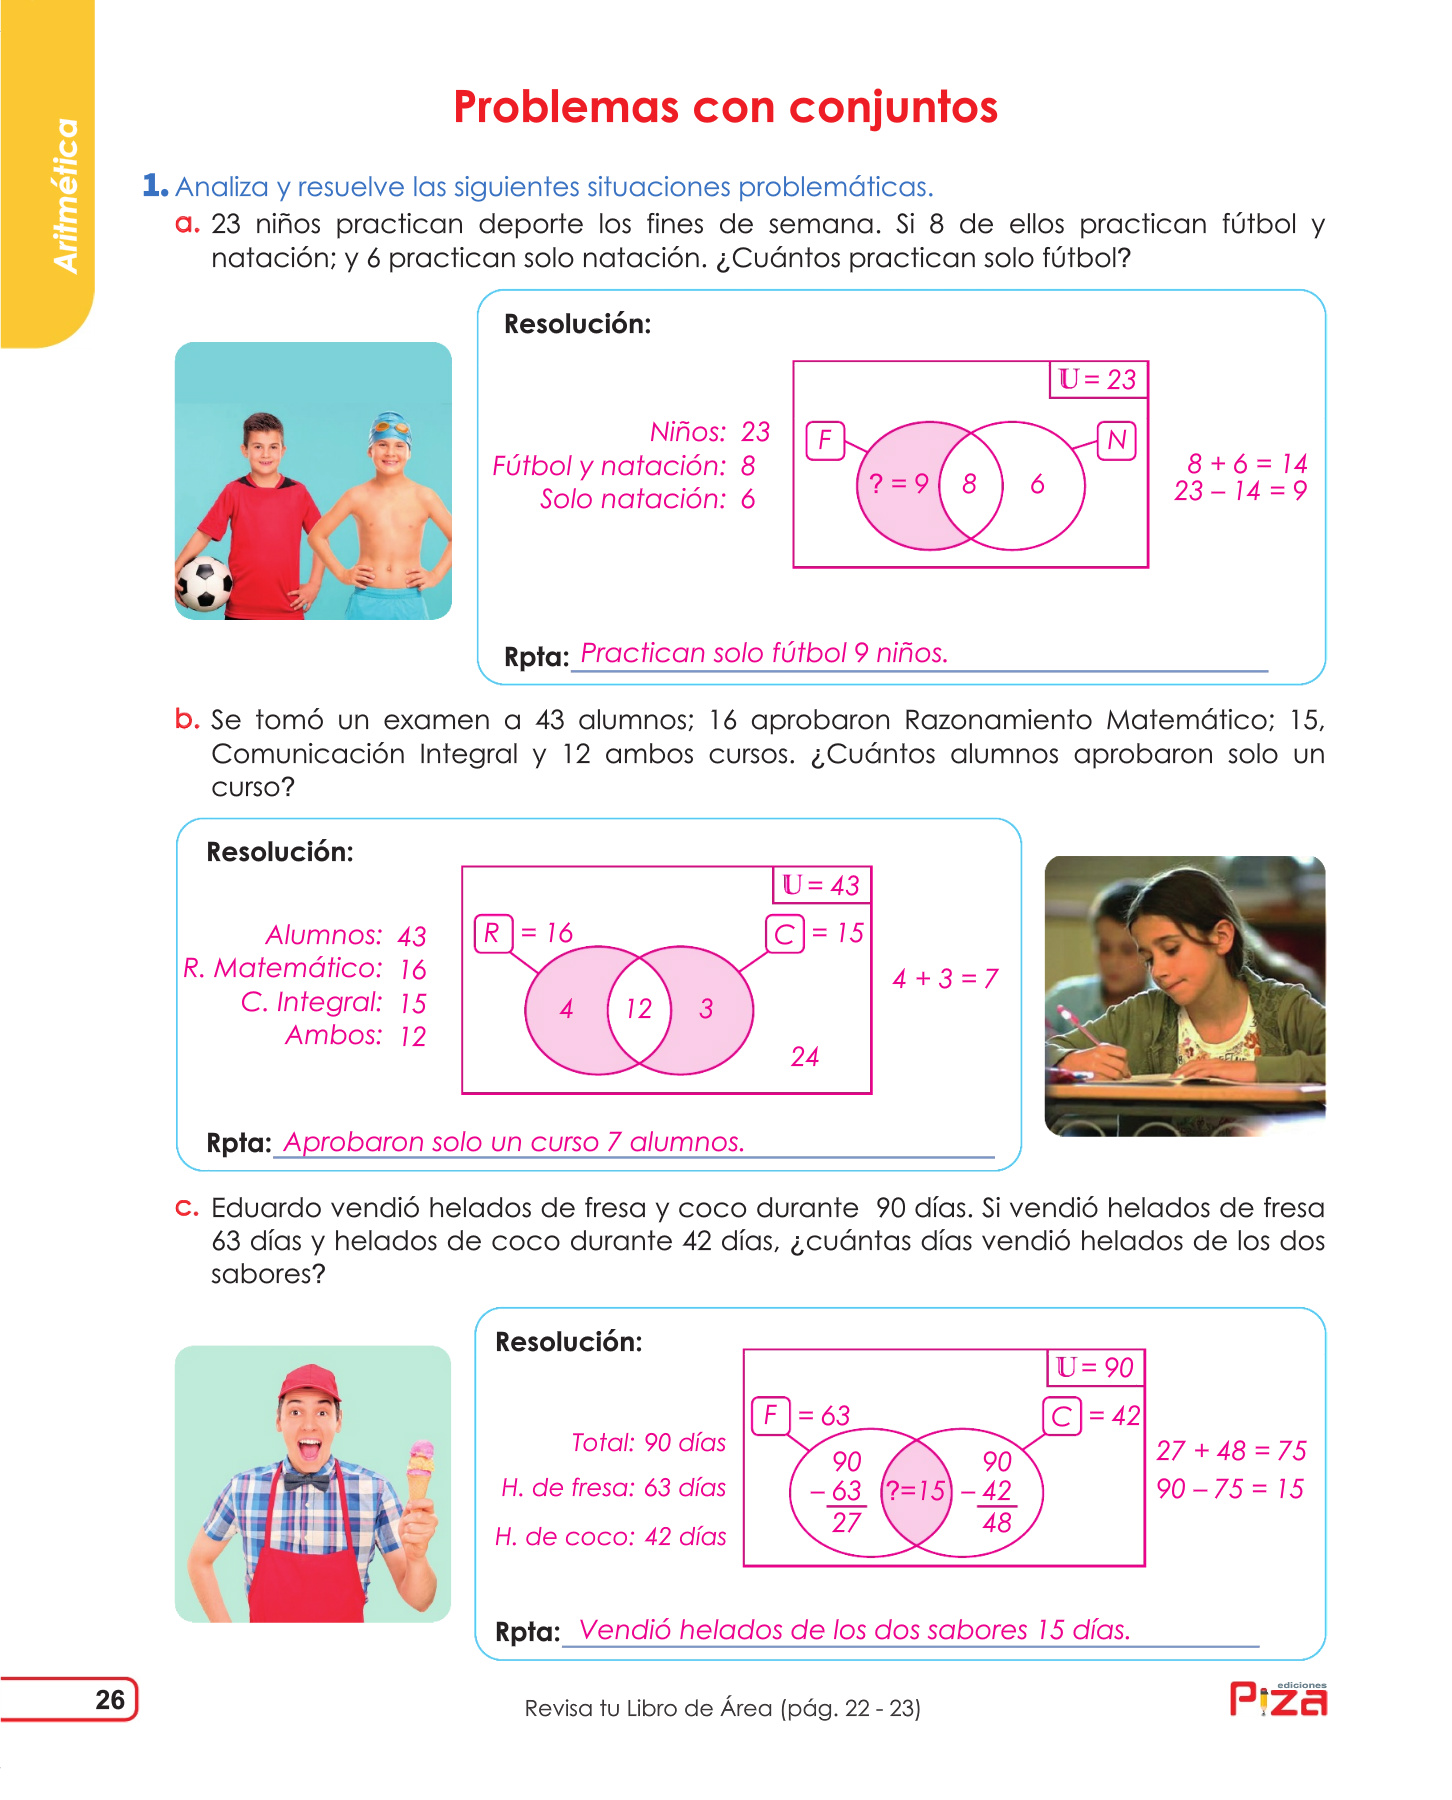 Aritmética
Problemas con conjuntos
1. Analiza y resuelve las siguientes situaciones problemáticas.
a. 23 niños practican deporte los fines de semana. Si 8 de ellos practican fútbol y
natación; y 6 practican solo natación. ¿Cuántos practican solo fútbol?
Resolución:
Niños: 23
Fútbol y natación: 8
Solo natación: 6
𝕌 = 23
F
N
? = 9
8
6
8 + 6 = 14
23 – 14 = 9
Rpta: Practican solo fútbol 9 niños.
b. Se tomó un examen a 43 alumnos; 16 aprobaron Razonamiento Matemático; 15,
Comunicación Integral y 12 ambos cursos. ¿Cuántos alumnos aprobaron solo un
curso?
Resolución:
Alumnos: 43
R. Matemático: 16
C. Integral: 15
Ambos: 12
𝕌 = 43
R = 16
C = 15
4
12
3
24
4 + 3 = 7
Rpta: Aprobaron solo un curso 7 alumnos.
c. Eduardo vendió helados de fresa y coco durante 90 días. Si vendió helados de fresa
63 días y helados de coco durante 42 días, ¿cuántas días vendió helados de los dos
sabores?
Resolución:
Total: 90 días
H. de fresa: 63 días
H. de coco: 42 días
𝕌 = 90
F = 63
C = 42
90
– 63
27
?=15
90
– 42
48
27 + 48 = 75
90 – 75 = 15
Rpta: Vendió helados de los dos sabores 15 días.
26
Revisa tu Libro de Área (pág. 22 - 23)
ediciones
Piza